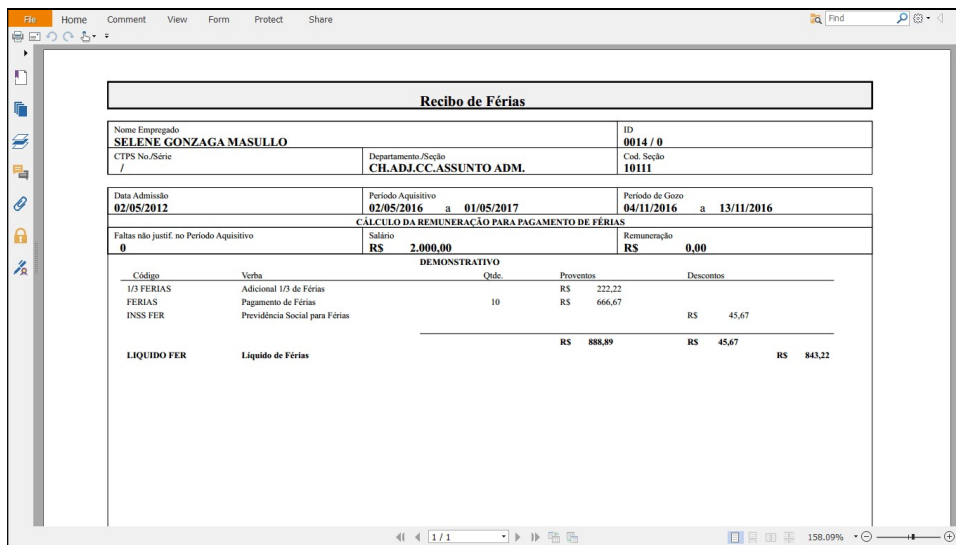 File Home Comment View Form Protect Share Find
Recibo de Férias
Nome Empregado ID
SELENE GONZAGA MASULLO 0014 / 0
CTPS No./Série Departamento./Seção Cod. Seção
/ CH.ADJ.CC.ASSUNTO ADM. 10111
Data Admissão Período Aquisitivo Período de Gozo
02/05/2012 02/05/2016 a 01/05/2017 04/11/2016 a 13/11/2016
CÁLCULO DA REMUNERAÇÃO PARA PAGAMENTO DE FÉRIAS
Faltas não justif. no Período Aquisitivo Salário Remuneração
0 R$ 2.000,00 R$ 0,00
DEMONSTRATIVO
Código Verba Qtde. Proventos Descontos
1/3 FERIAS Adicional 1/3 de Férias R$ 222,22
FERIAS Pagamento de Férias 10 R$ 666,67
INSS FER Previdência Social para Férias R$ 45,67
R$ 888,89 R$ 45,67
LIQUIDO FER Líquido de Férias R$ 843,22
1 / 1 158.09%